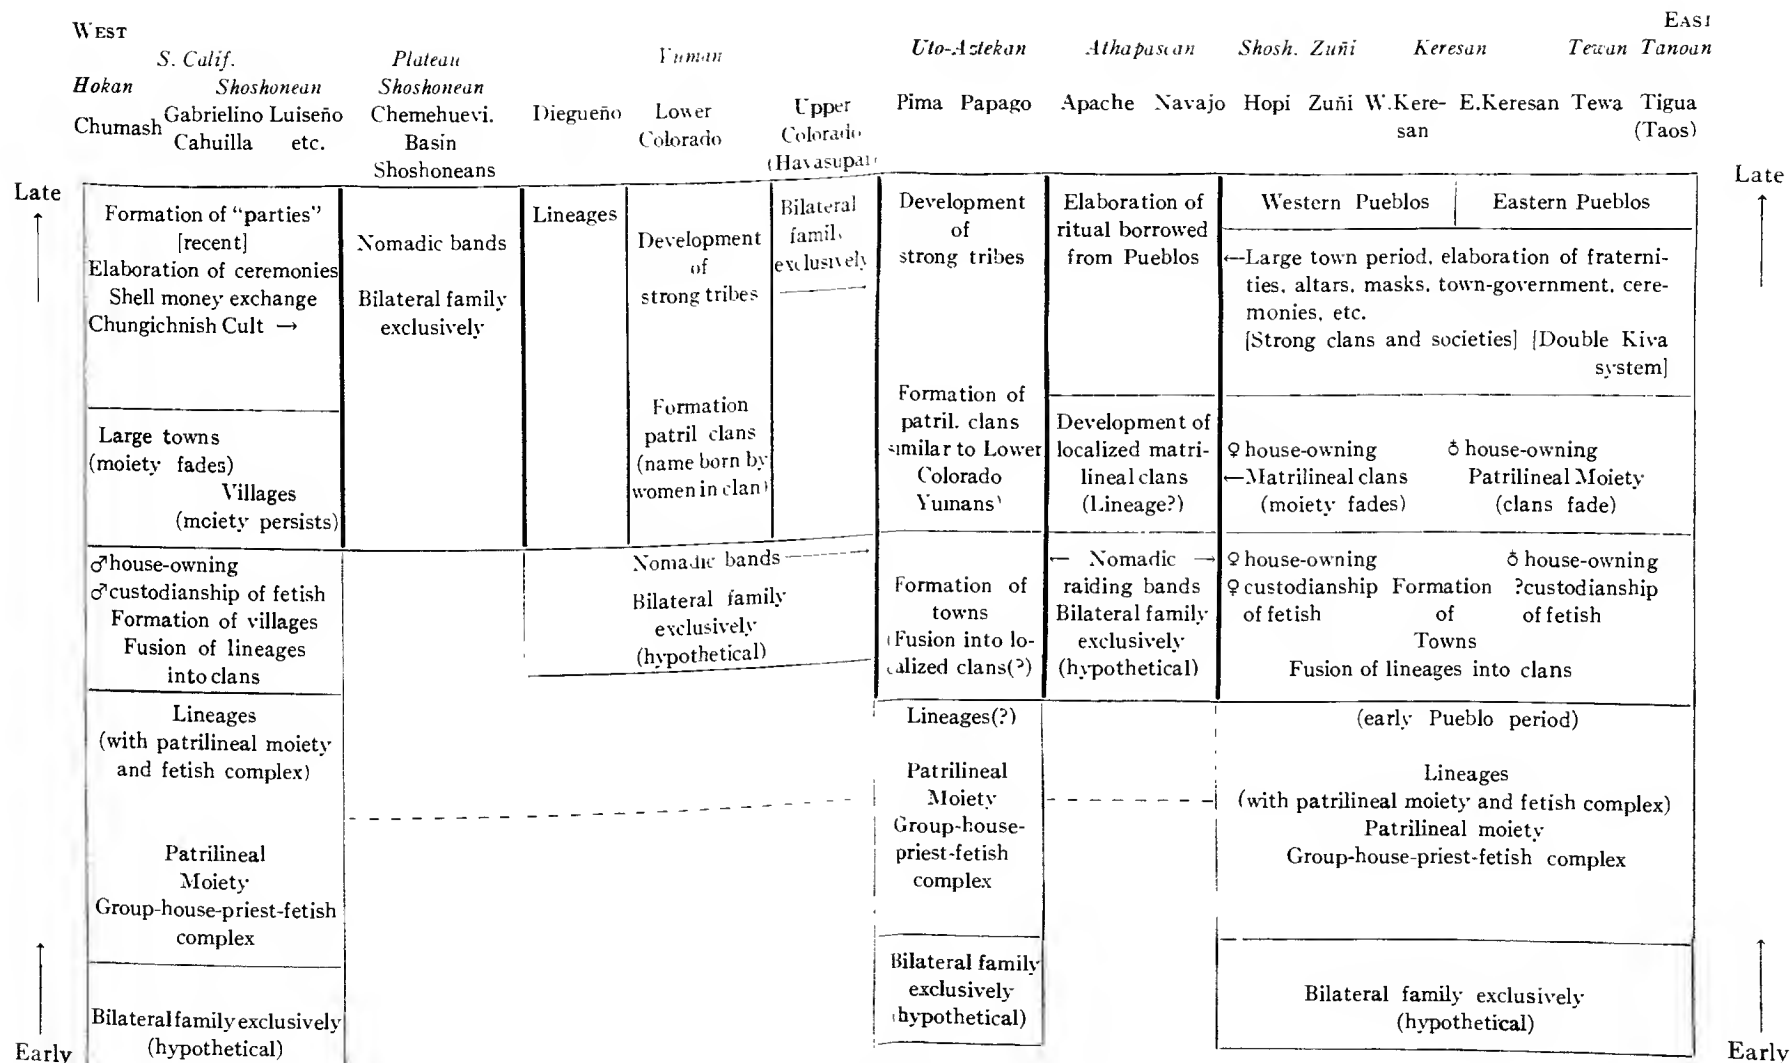 WEST
EAST
S. Calif.
Plateau
Yuman
Uto-Aztekan
Athapascan
Shosh. Zuñi
Keresan
Tewan Tanoan
Hokan
Shoshonean
Shoshonean
Chumash
Gabrielino Luiseño
Cahuilla etc.
Chemehuevi.
Basin
Shoshoneans
Diegueño
Lower
Colorado
Upper
Colorado
(Havasupai)
Pima Papago
Apache Navajo
Hopi Zuñi W.Kere-
san
E.Keresan Tewa Tigua
(Taos)
Late
↑
Formation of "parties"
[recent]
Elaboration of ceremonies
Shell money exchange
Chungichnish Cult →
Large towns
(moiety fades)
Villages
(moiety persists)
♂house-owning
♂custodianship of fetish
Formation of villages
Fusion of lineages
into clans
Lineages
(with patrilineal moiety
and fetish complex)
Patrilineal
Moiety
Group-house-priest-fetish
complex
Bilateral family exclusively
(hypothetical)
↑
Early
Nomadic bands
Bilateral family
exclusively
Lineages
Development
of
strong tribes
Formation
patril clans
(name born by
women in clan)
Bilateral
family
exclusively
Nomadic bands
Bilateral family
exclusively
(hypothetical)
Development
of
strong tribes
Formation of
patril. clans
similar to Lower
Colorado
Yumans'
Formation of
towns
(Fusion into lo-
calized clans(?)
Lineages(?)
Patrilineal
Moiety
Group-house-
priest-fetish
complex
Bilateral family
exclusively
(hypothetical)
Elaboration of
ritual borrowed
from Pueblos
Development of
localized matri-
lineal clans
(Lineage?)
← Nomadic →
raiding bands
Bilateral family
exclusively
(hypothetical)
Western Pueblos
Eastern Pueblos
←Large town period, elaboration of fraterni-
ties, altars, masks, town-government, cere-
monies, etc.
[Strong clans and societies] [Double Kiva
system]
♀house-owning
←Matrilineal clans
(moiety fades)
♂ house-owning
Patrilineal Moiety
(clans fade)
♀house-owning
♀custodianship
of fetish
Formation
of
Towns
♂ house-owning
?custodianship
of fetish
Fusion of lineages into clans
(early Pueblo period)
Lineages
(with patrilineal moiety and fetish complex)
Patrilineal moiety
Group-house-priest-fetish complex
Bilateral family exclusively
(hypothetical)
Late
↑
↑
Early